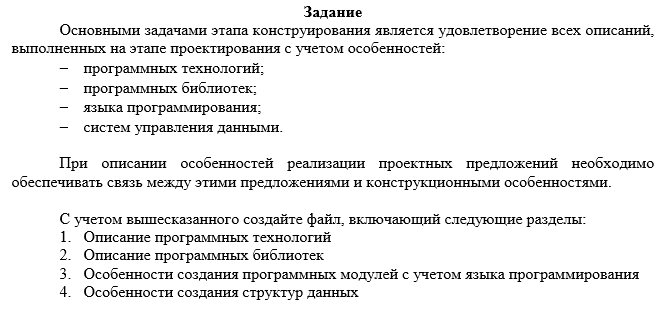 Задание
Основными задачами этапа конструирования является удовлетворение всех описаний,
выполненных на этапе проектирования с учетом особенностей:
– программных технологий;
– программных библиотек;
– языка программирования;
– систем управления данными.
При описании особенностей реализации проектных предложений необходимо
обеспечивать связь между этими предложениями и конструкционными особенностями.
С учетом вышесказанного создайте файл, включающий следующие разделы:
1. Описание программных технологий
2. Описание программных библиотек
3. Особенности создания программных модулей с учетом языка программирования
4. Особенности создания структур данных